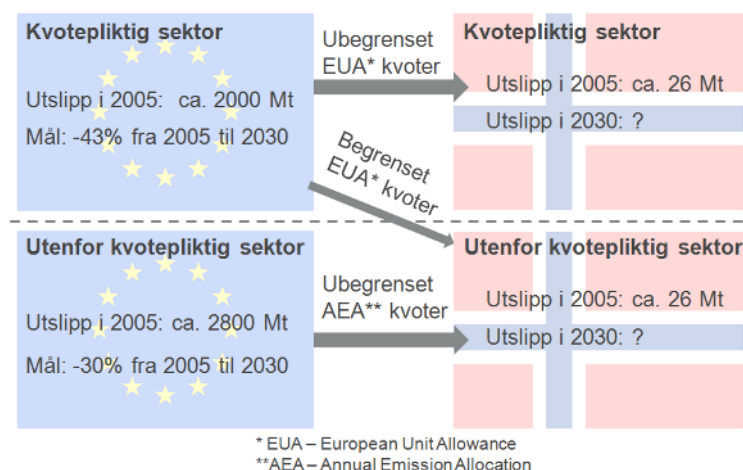 Kvotepliktig sektor
Utslipp i 2005: ca. 2000 Mt
Mål: -43% fra 2005 til 2030
Ubegrenset
EUA* kvoter
Kvotepliktig sektor
Utslipp i 2005: ca. 26 Mt
Utslipp i 2030: ?
Begrenset
EUA* kvoter
Utenfor kvotepliktig sektor
Utslipp i 2005: ca. 2800 Mt
Mål: -30% fra 2005 til 2030
Ubegrenset
AEA** kvoter
Utenfor kvotepliktig sektor
Utslipp i 2005: ca. 26 Mt
Utslipp i 2030: ?
* EUA – European Unit Allowance
**AEA – Annual Emission Allocation